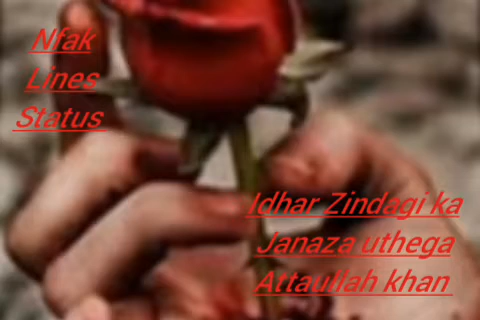 Nfak
Lines
Status
Idhar Zindagi ka
Janaza uthega
Attaullah khan